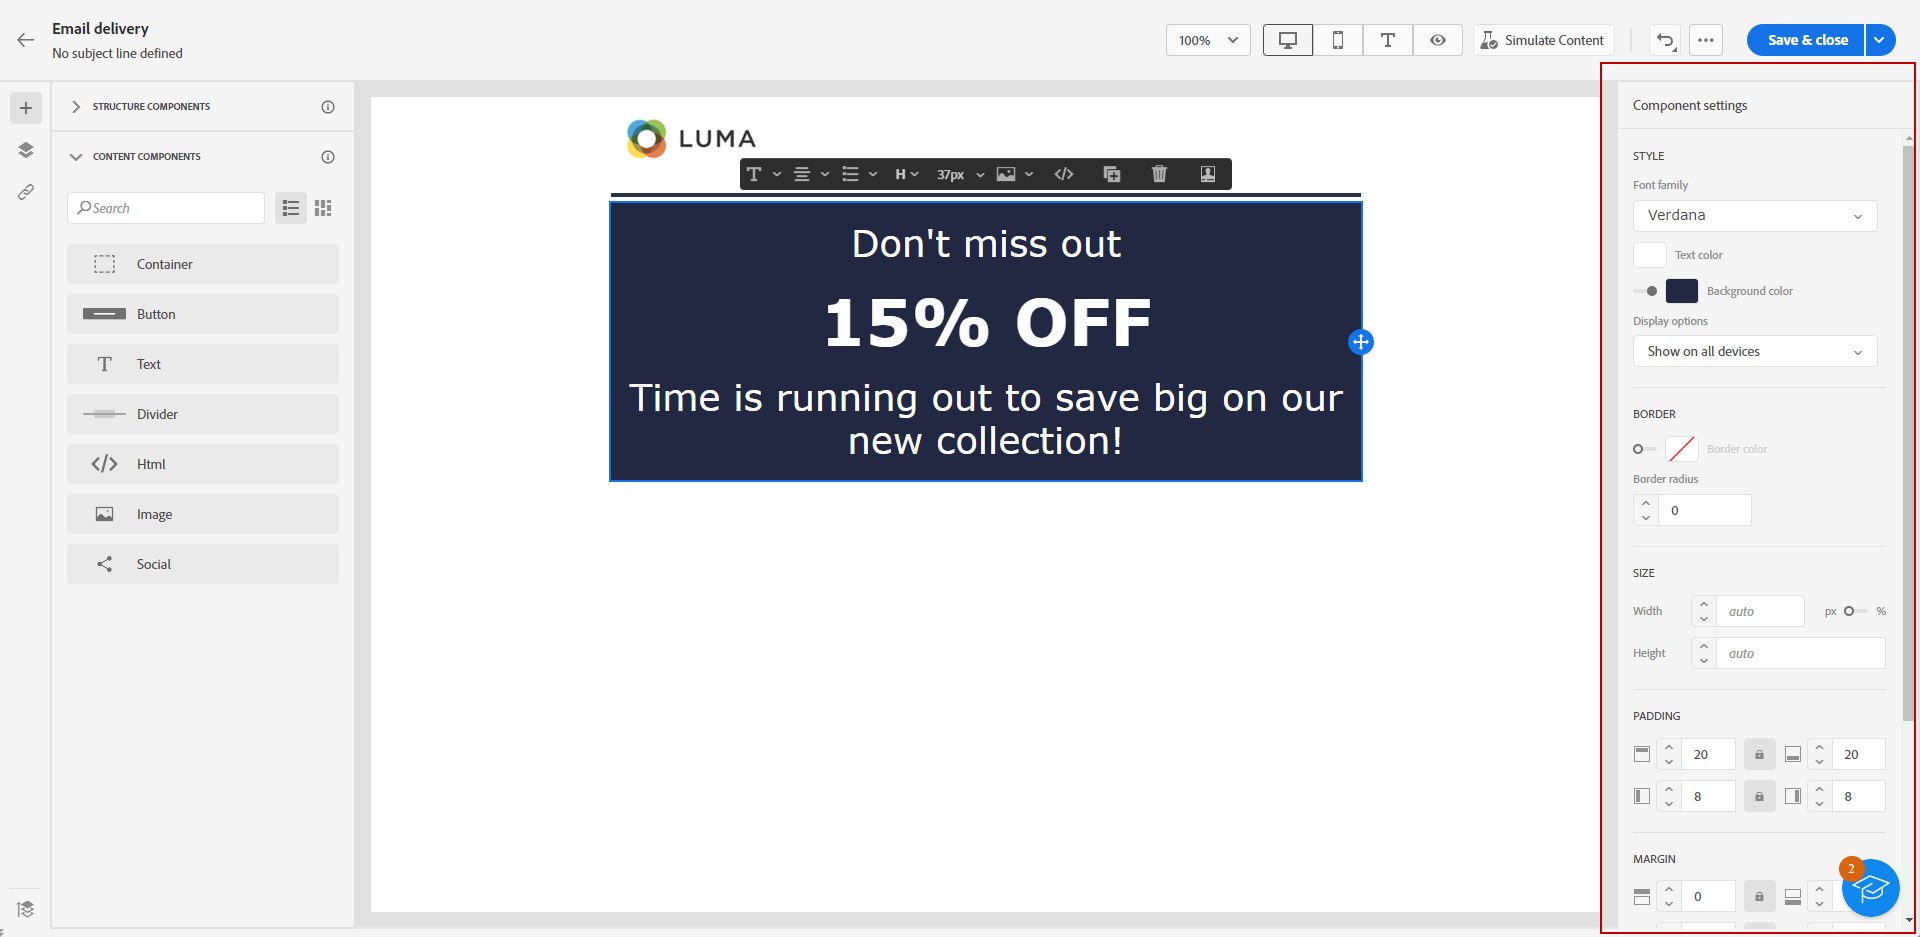 Email delivery
No subject line defined
100%
Simulate Content
Save & close
STRUCTURE COMPONENTS
CONTENT COMPONENTS
Search
Container
Button
Text
Divider
Html
Image
Social
LUMA
H
37px
Don't miss out
15% OFF
Time is running out to save big on our
new collection!
Component settings
STYLE
Font family
Verdana
Text color
Background color
Display options
Show on all devices
BORDER
Border color
Border radius
0
SIZE
Width auto px %
Height auto
PADDING
20 20
8 8
MARGIN
2
0